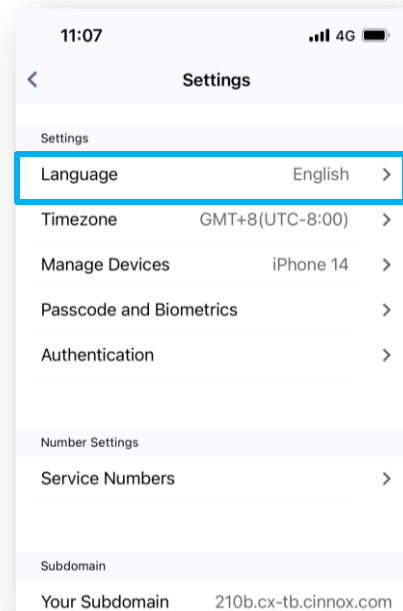 11:07 4G
Settings
Settings
Language English
Timezone GMT+8(UTC-8:00)
Manage Devices iPhone 14
Passcode and Biometrics
Authentication
Number Settings
Service Numbers
Subdomain
Your Subdomain 210b.cx-tb.cinnox.com